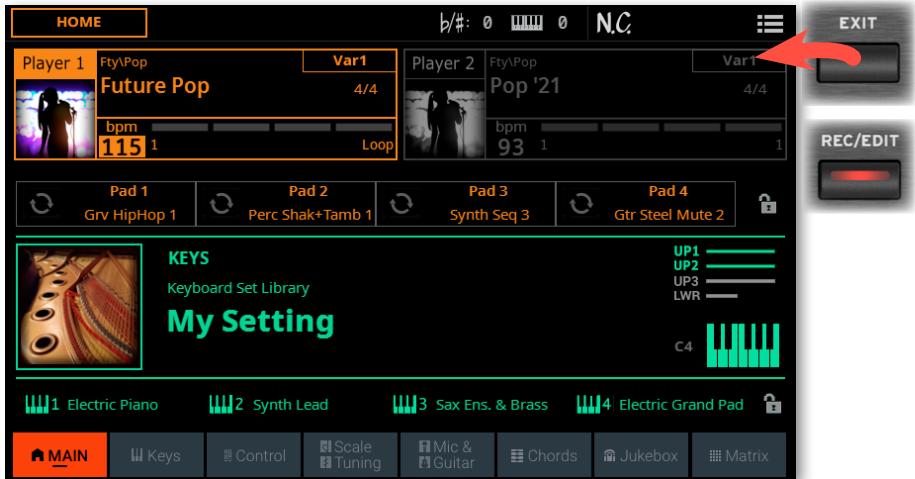 HOME
♭/♯: 0 0 N.C.
EXIT
Player 1 Fty\Pop Var1
Future Pop 4/4
bpm
115 1 Loop
Player 2 Fty\Pop Var1
Pop '21 4/4
bpm
93 1 1
REC/EDIT
Pad 1 Pad 2 Pad 3 Pad 4
Grv HipHop 1 Perc Shak+Tamb 1 Synth Seq 3 Gtr Steel Mute 2
KEYS
Keyboard Set Library
My Setting
UP1
UP2
UP3
LWR
C4
1 Electric Piano 2 Synth Lead 3 Sax Ens. & Brass 4 Electric Grand Pad
MAIN Keys Control Scale Tuning Mic & Guitar Chords Jukebox Matrix